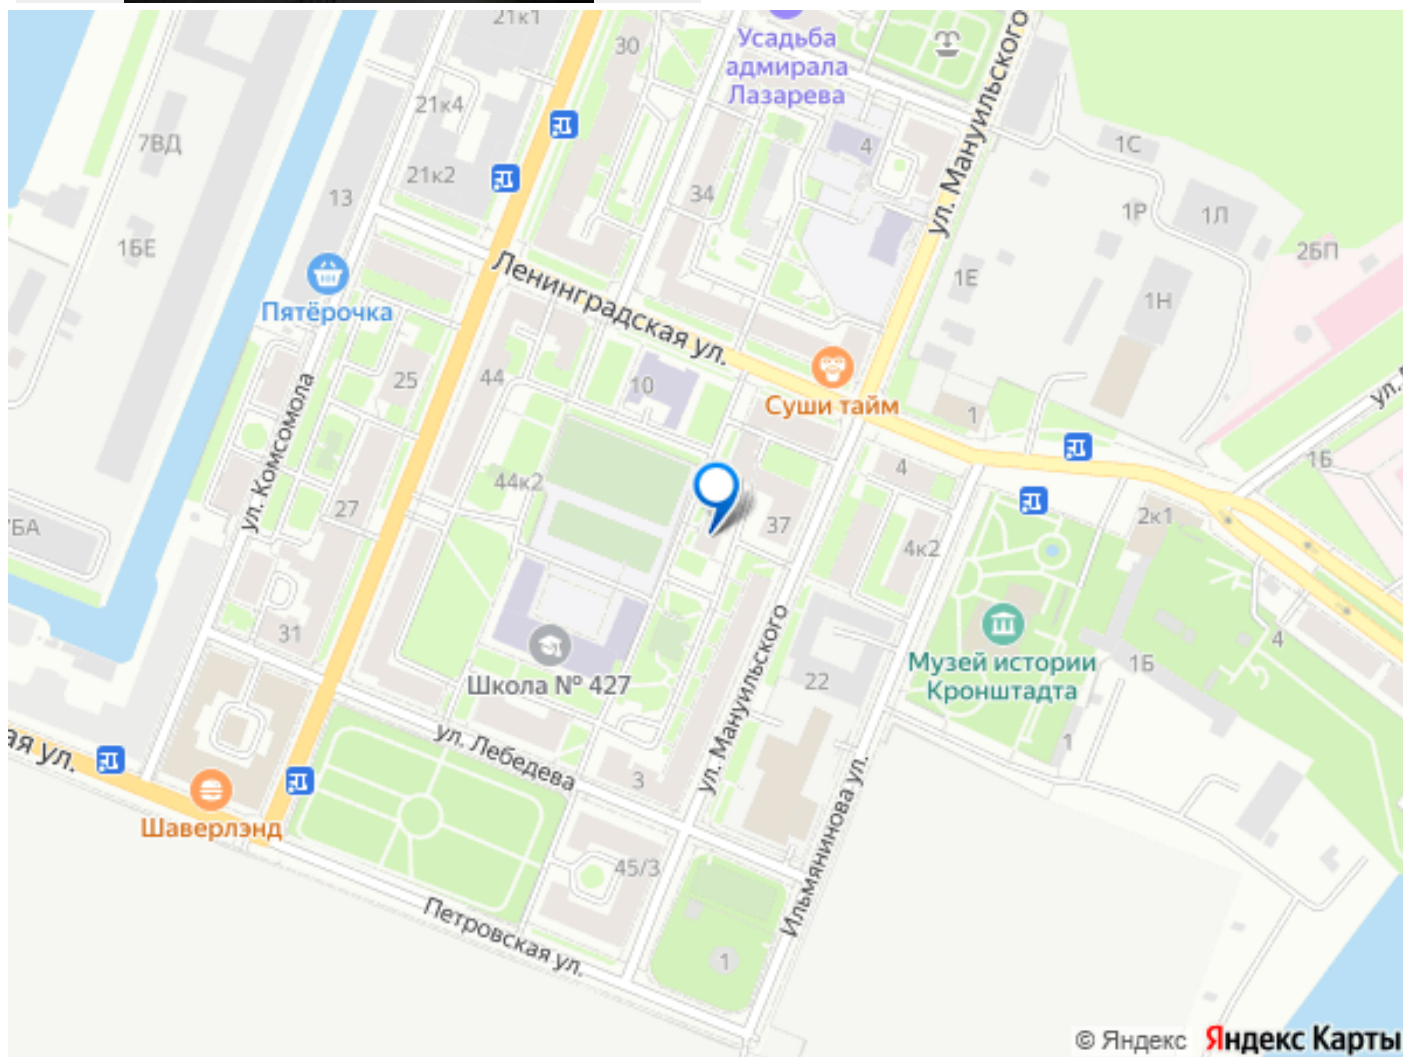 21к1
30
Усадьба
адмирала
Лазарева
ул. Мануильского
21к4
7ВД
4
1С
21к2
34
13
1Р
1Л
1БЕ
2БП
Ленинградская ул.
1Е
1Н
Пятёрочка
25
44
10
Суши тайм
1
ул. Комсомола
44к2
4
1Б
27
37
2к1
4к2
31
Школа № 427
ул. Мануильского
22
Музей истории
Кронштадта
4
1Б
1
ая ул.
ул. Лебедева
3
Ильмянинова ул.
Шаверлэнд
45/3
Петровская ул.
1
© Яндекс Яндекс Карты